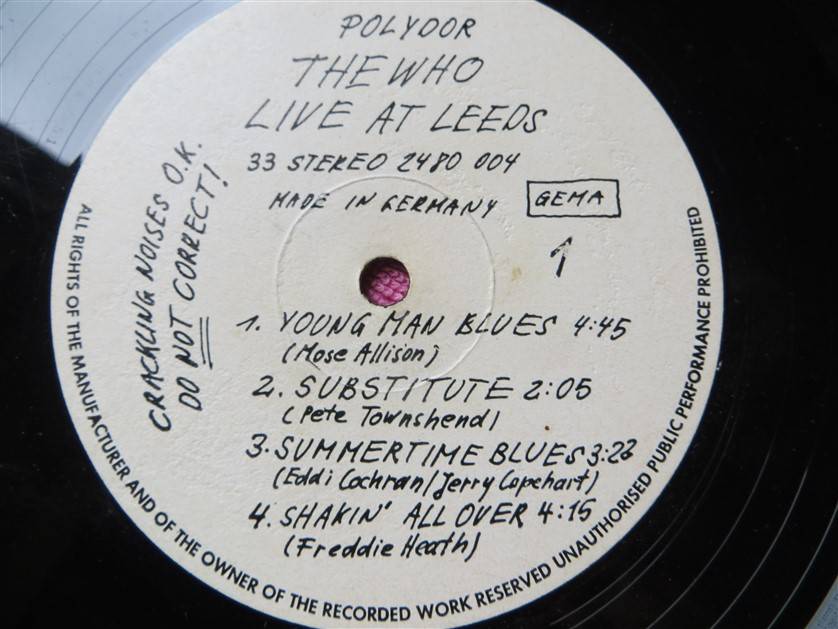 POLYDOR
THE WHO
LIVE AT LEEDS
33 STEREO 2480 004
MADE IN GERMANY
GEMA
CRACKLING NOISES O.K.
DO NOT CORRECT!
1. YOUNG MAN BLUES 4:45
(Mose Allison)
2. SUBSTITUTE 2:05
(Pete Townshend)
3. SUMMERTIME BLUES 3:22
(Eddi Cochran/Jerry Capehart)
4. SHAKIN' ALL OVER 4:15
(Freddie Heath)
ALL RIGHTS OF THE MANUFACTURER AND OF THE OWNER OF THE RECORDED WORK RESERVED UNAUTHORISED PUBLIC PERFORMANCE PROHIBITED